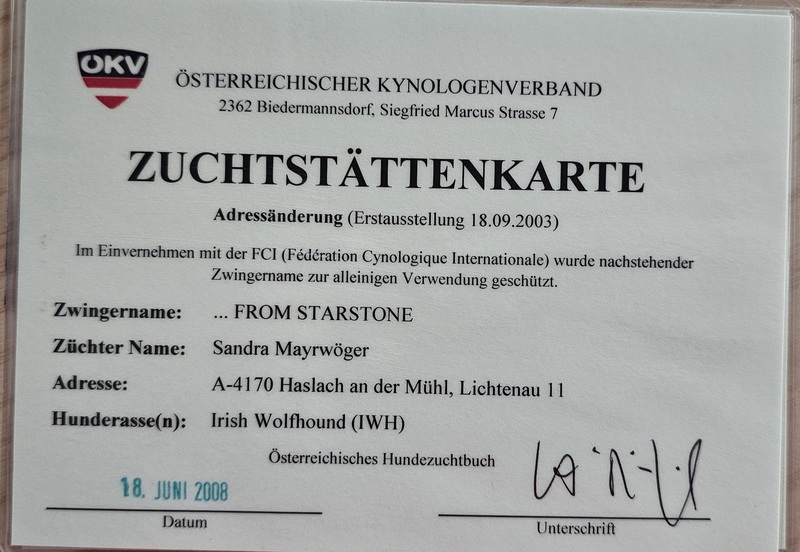 ÖKV
ÖSTERREICHISCHER KYNOLOGENVERBAND
2362 Biedermannsdorf, Siegfried Marcus Strasse 7
ZUCHTSTÄTTENKARTE
Adressänderung (Erstausstellung 18.09.2003)
Im Einvernehmen mit der FCI (Fédération Cynologique Internationale) wurde nachstehender
Zwingername zur alleinigen Verwendung geschützt.
Zwingername: ... FROM STARSTONE
Züchter Name: Sandra Mayrwöger
Adresse: A-4170 Haslach an der Mühl, Lichtenau 11
Hunderasse(n): Irish Wolfhound (IWH)
Österreichisches Hundezuchtbuch
18. JUNI 2008
Datum Unterschrift